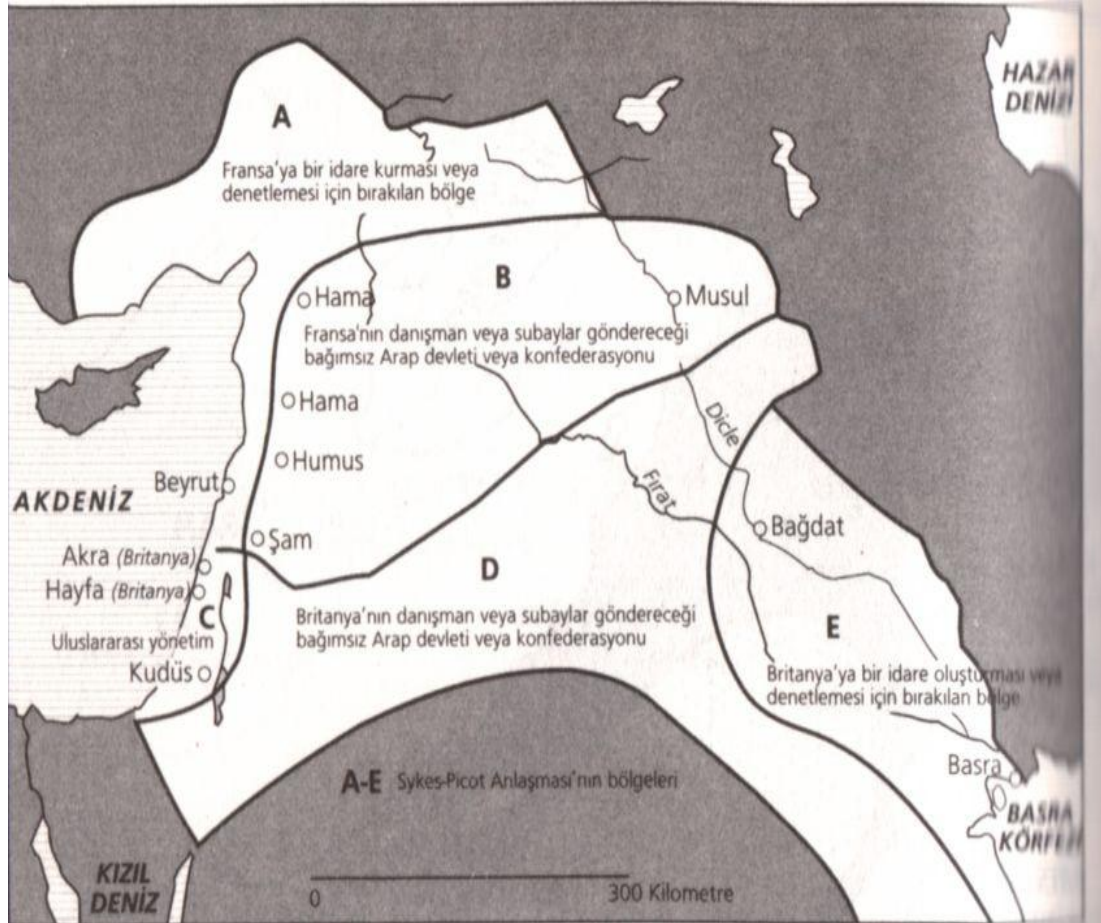 HAZAR
DENİZİ
A
Fransa'ya bir idare kurması veya
denetlemesi için bırakılan bölge
B
Hama
Musul
Fransa'nın danışman veya subaylar göndereceği
bağımsız Arap devleti veya konfederasyonu
Hama
Dicle
Humus
Fırat
Beyrut
AKDENİZ
Şam
Bağdat
Akra (Britanya)
Hayfa (Britanya)
C
Uluslararası yönetim
Kudüs
D
Britanya'nın danışman veya subaylar göndereceği
bağımsız Arap devleti veya konfederasyonu
E
Britanya'ya bir idare oluşturması veya
denetlemesi için bırakılan bölge
Basra
A-E Sykes-Picot Anlaşması'nın bölgeleri
BASRA
KÖRFEZİ
KIZIL
DENİZ
0 300 Kilometre